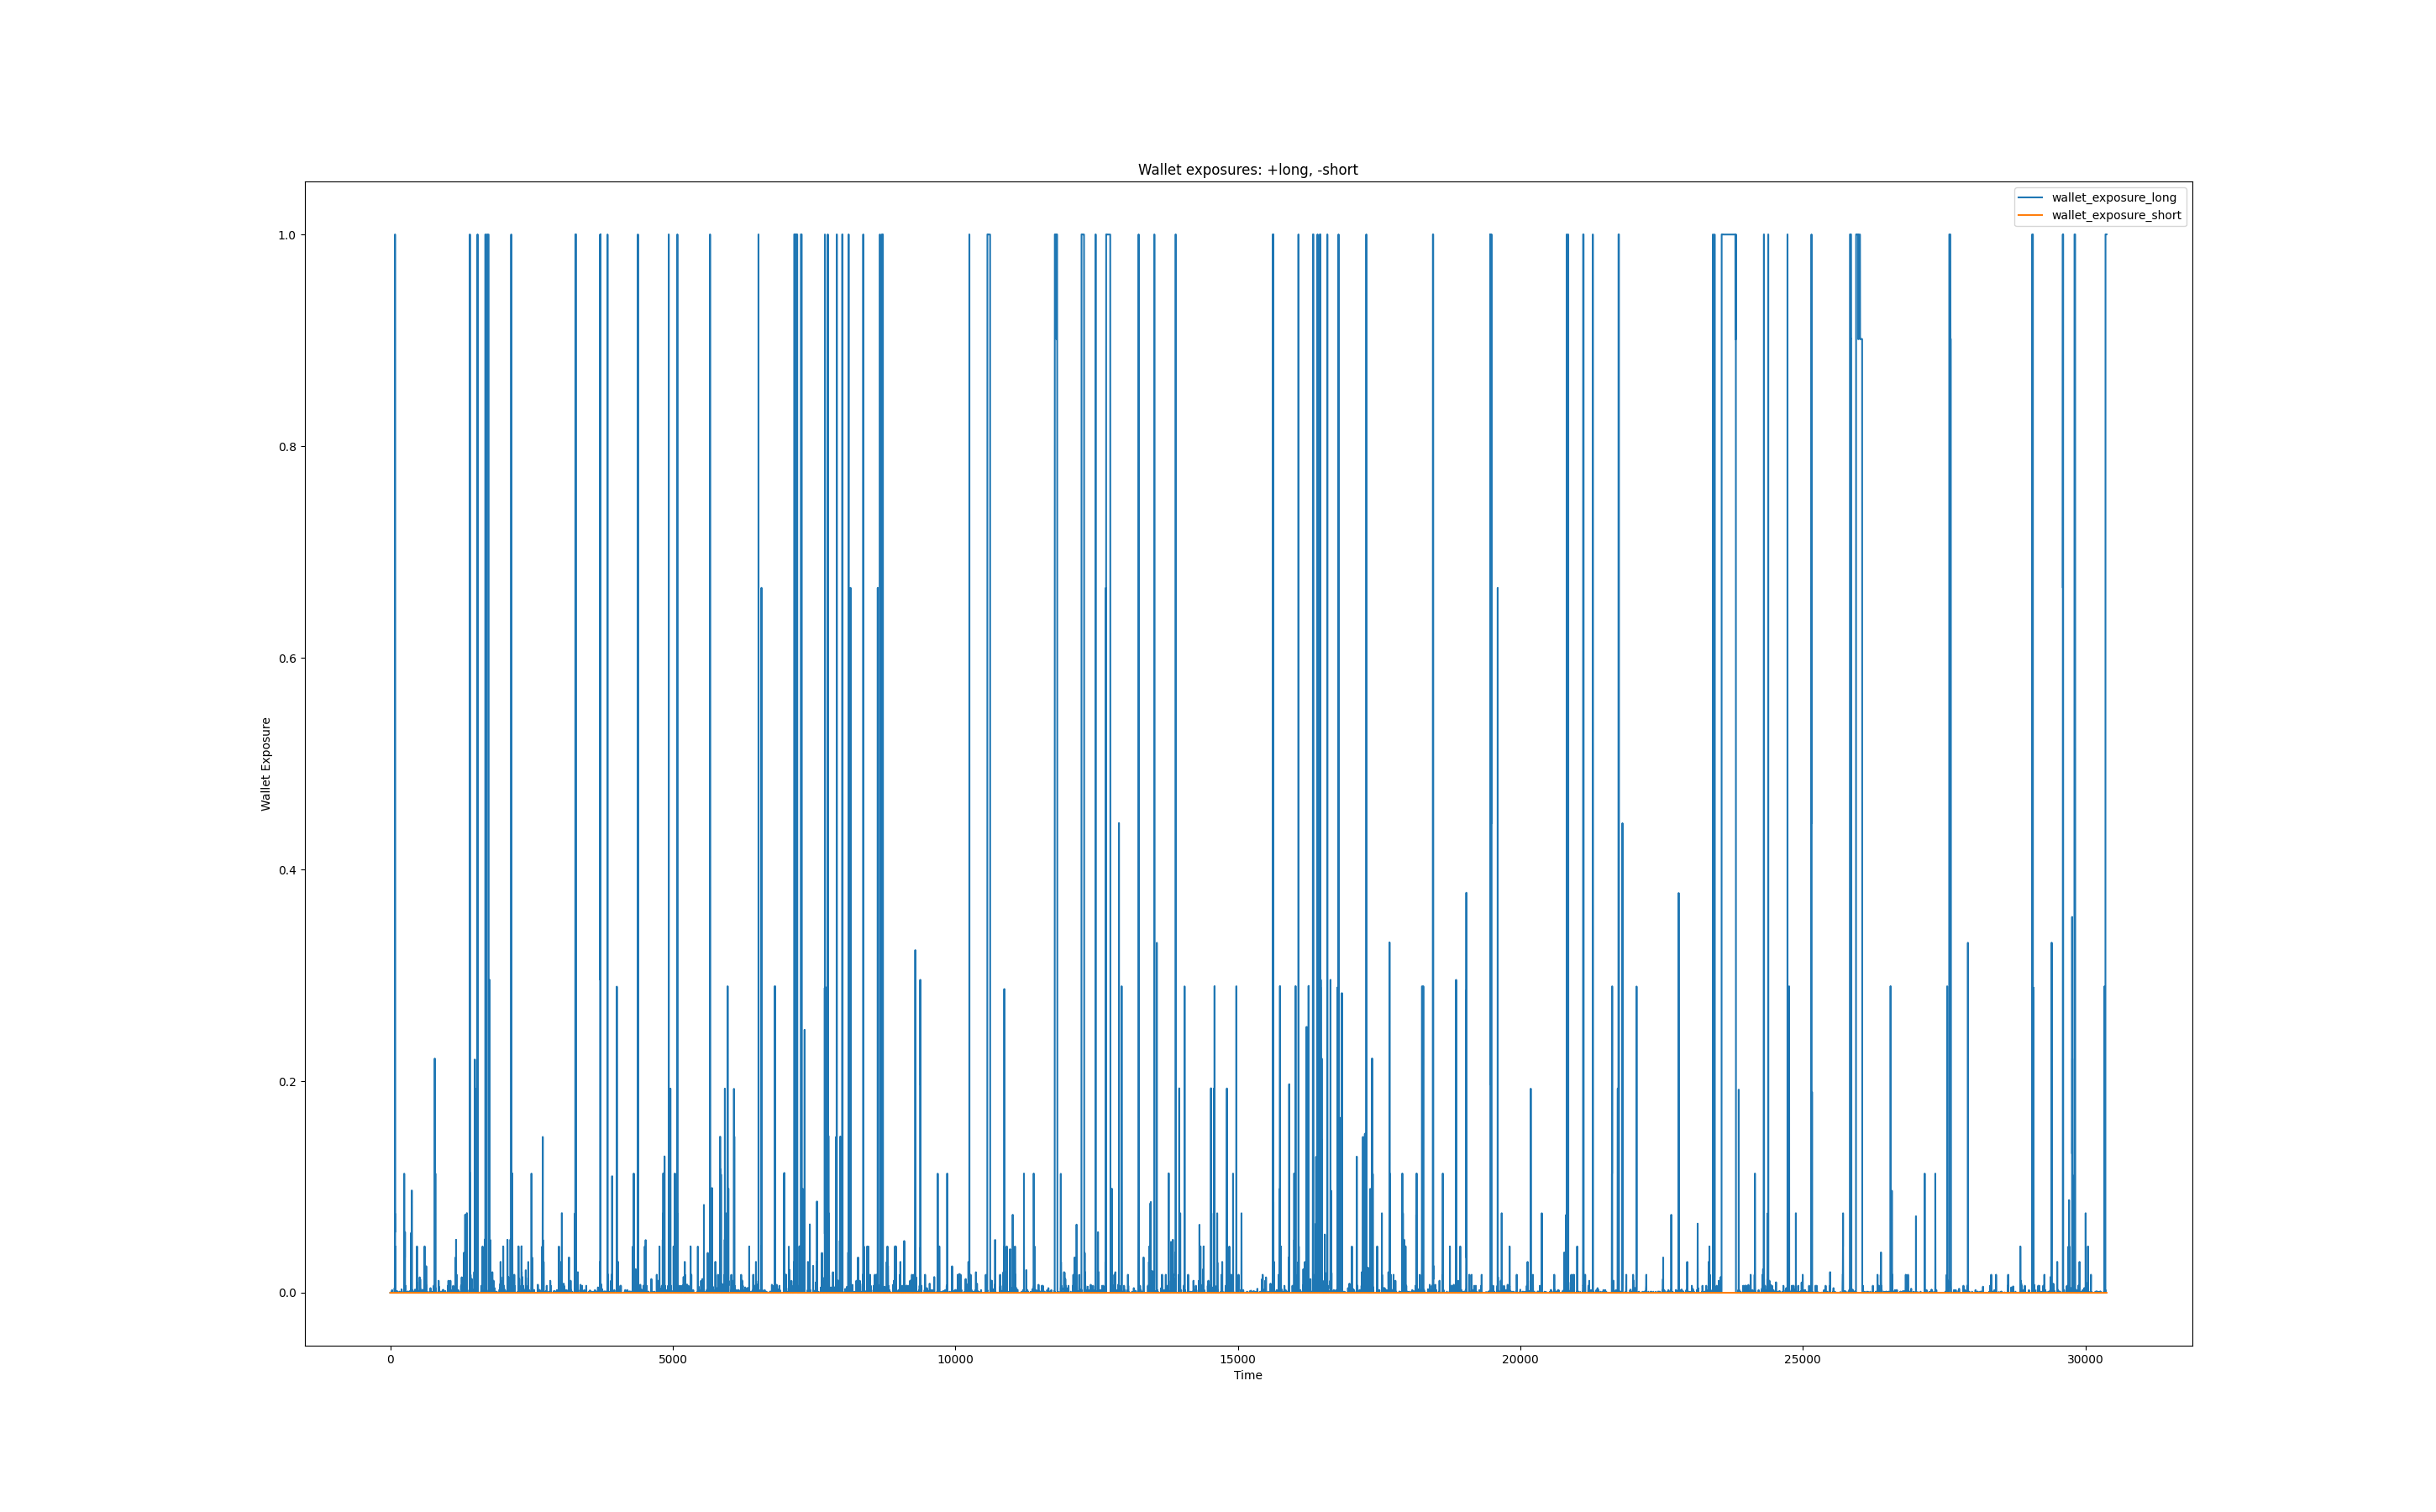 Wallet exposures: +long, -short
wallet_exposure_long
wallet_exposure_short
1.0
0.8
0.6
0.4
0.2
0.0
Wallet Exposure
0 5000 10000 15000 20000 25000 30000
Time